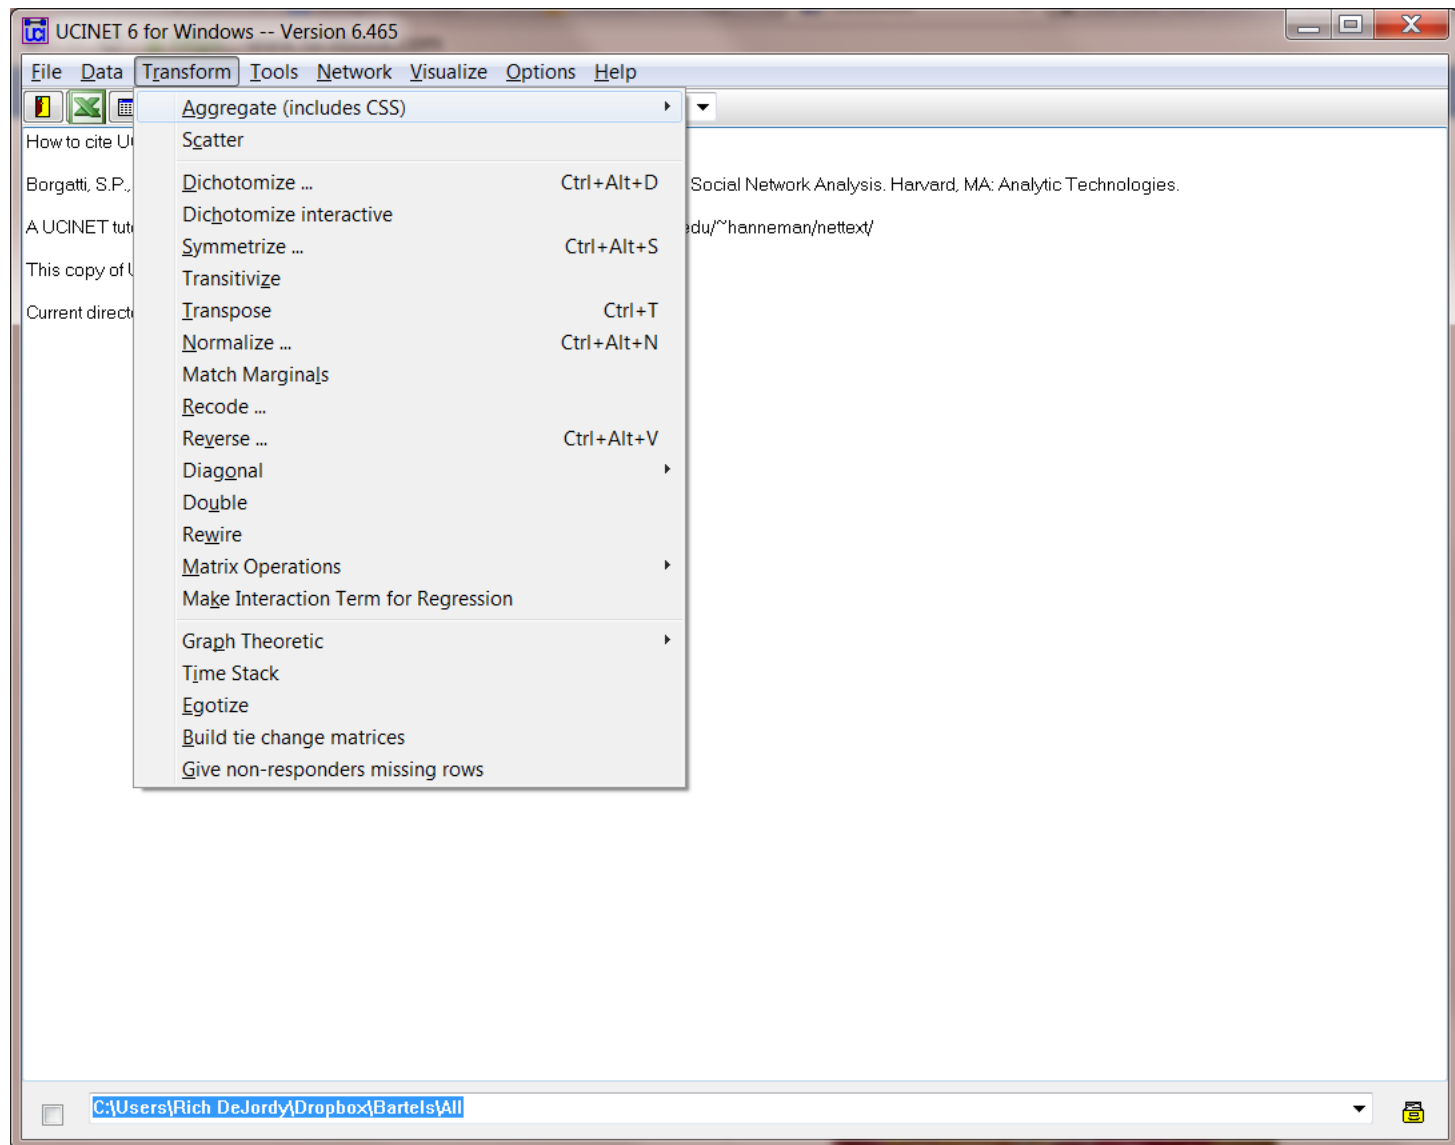 UCINET 6 for Windows -- Version 6.465
File Data Transform Tools Network Visualize Options Help
Aggregate (includes CSS)
How to cite
Scatter
Borgatti, S.P.,
Dichotomize ... Ctrl+Alt+D
Social Network Analysis. Harvard, MA: Analytic Technologies.
Dichotomize interactive
A UCINET
edu/~hanneman/nettext/
Symmetrize ... Ctrl+Alt+S
This copy of
Transitivize
Current
Transpose Ctrl+T
Normalize ... Ctrl+Alt+N
Match Marginals
Recode ...
Reverse ... Ctrl+Alt+V
Diagonal
Double
Rewire
Matrix Operations
Make Interaction Term for Regression
Graph Theoretic
Time Stack
Egotize
Build tie change matrices
Give non-responders missing rows
C:\Users\Rich DeJordy\Dropbox\Bartels\All